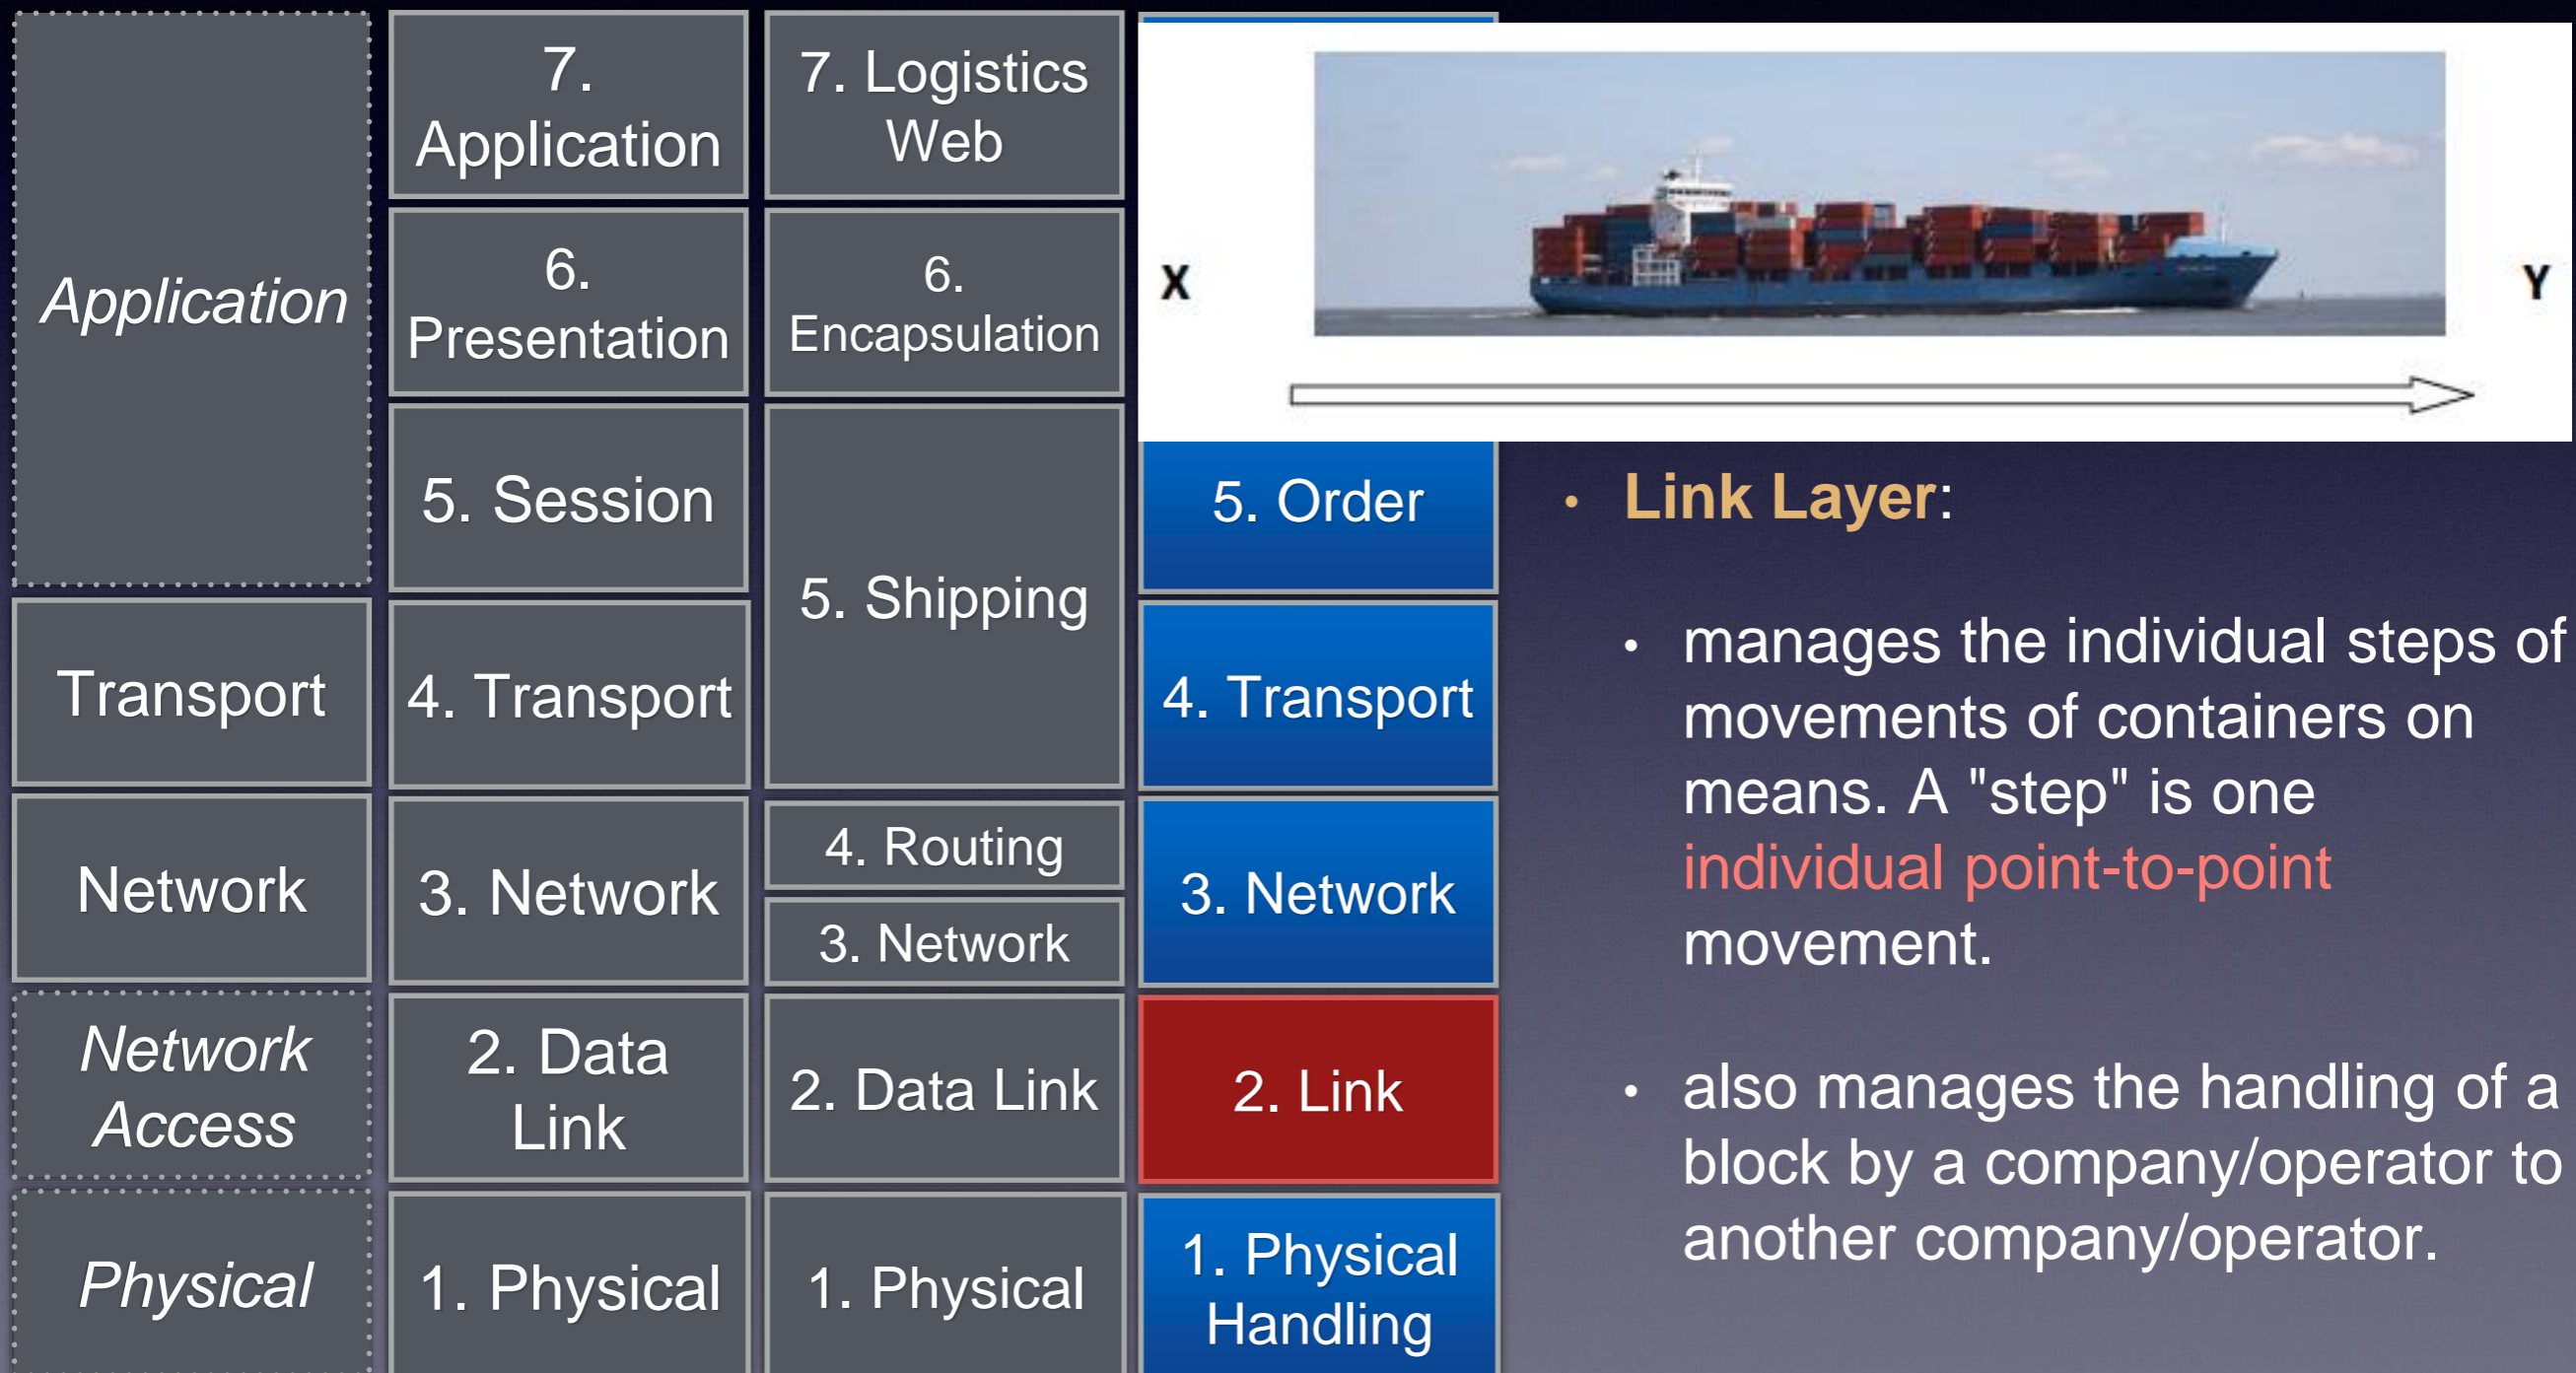 Application
Transport
Network
Network
Access
Physical
7.
Application
6.
Presentation
5. Session
4. Transport
3. Network
2. Data
Link
1. Physical
7. Logistics
Web
6.
Encapsulation
5. Shipping
4. Routing
3. Network
2. Data Link
1. Physical
5. Order
4. Transport
3. Network
2. Link
1. Physical
Handling
X
Y
• Link Layer:
• manages the individual steps of
movements of containers on
means. A "step" is one
individual point-to-point
movement.
• also manages the handling of a
block by a company/operator to
another company/operator.